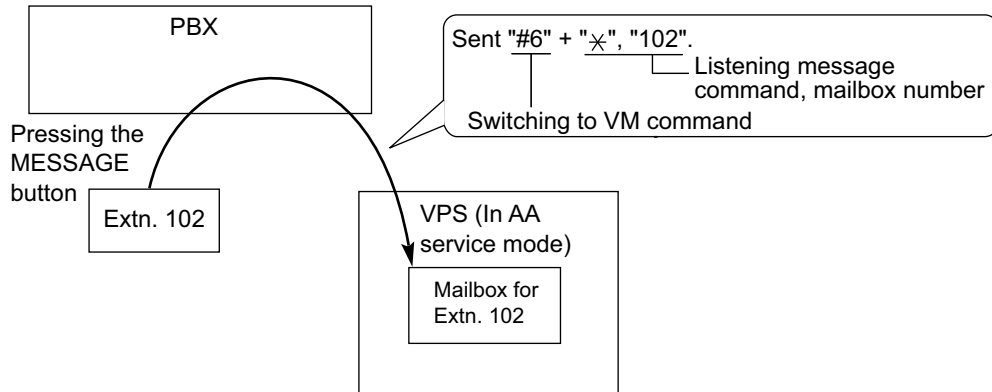 PBX
Sent "#6" + "⚹", "102".
Listening message
command, mailbox number
Switching to VM command
Pressing the
MESSAGE
button
Extn. 102
VPS (In AA
service mode)
Mailbox for
Extn. 102